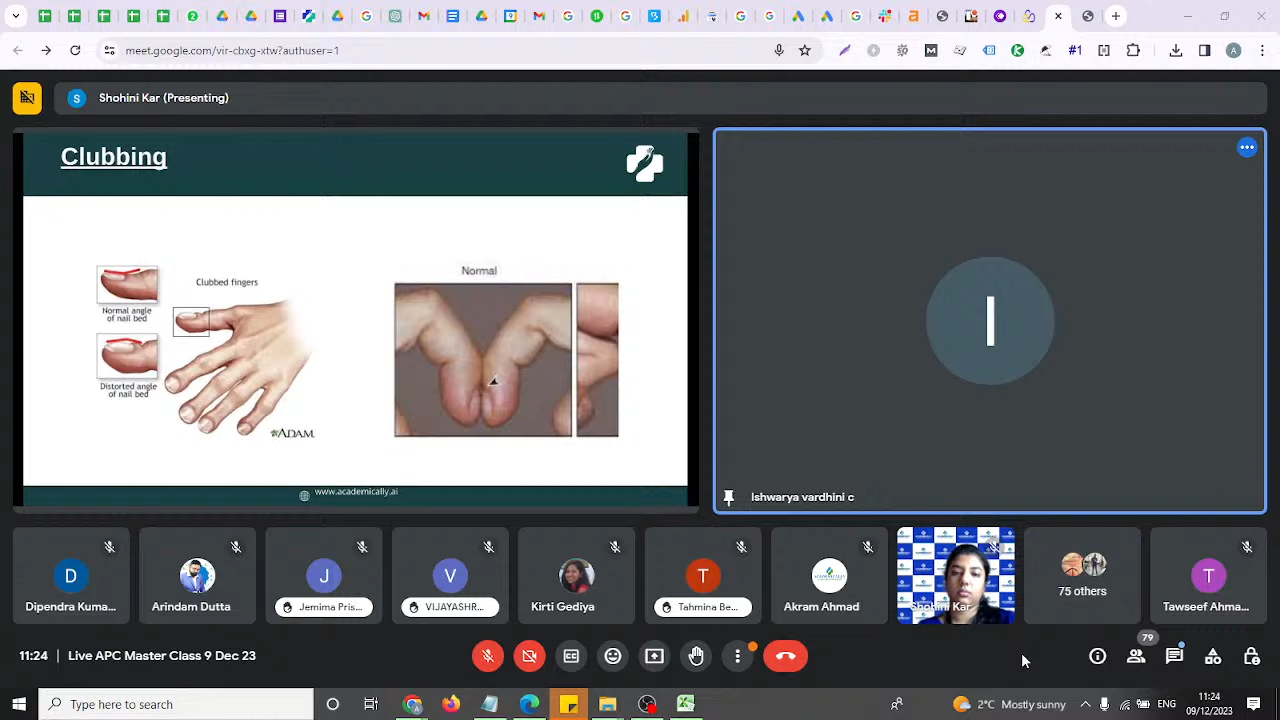 meet.google.com/vir-cbxg-xtw?authuser=1
A
#1
S
Shohini Kar (Presenting)
Clubbing
Clubbed fingers
Normal angle
of nail bed
Distorted angle
of nail bed
ADAM.
Normal
www.academically.ai
I
Ishwarya vardhini c
D
Dipendra Kuma...
Arindam Dutta
J
Jemima Pris...
V
VIJAYASHR...
Kirti Gediya
T
Tahmina Be...
Akram Ahmad
Shohini Kar
75 others
T
Tawseef Ahma...
11:24 | Live APC Master Class 9 Dec 23
79
Type here to search
2°C Mostly sunny
ENG
11:24
09/12/2023